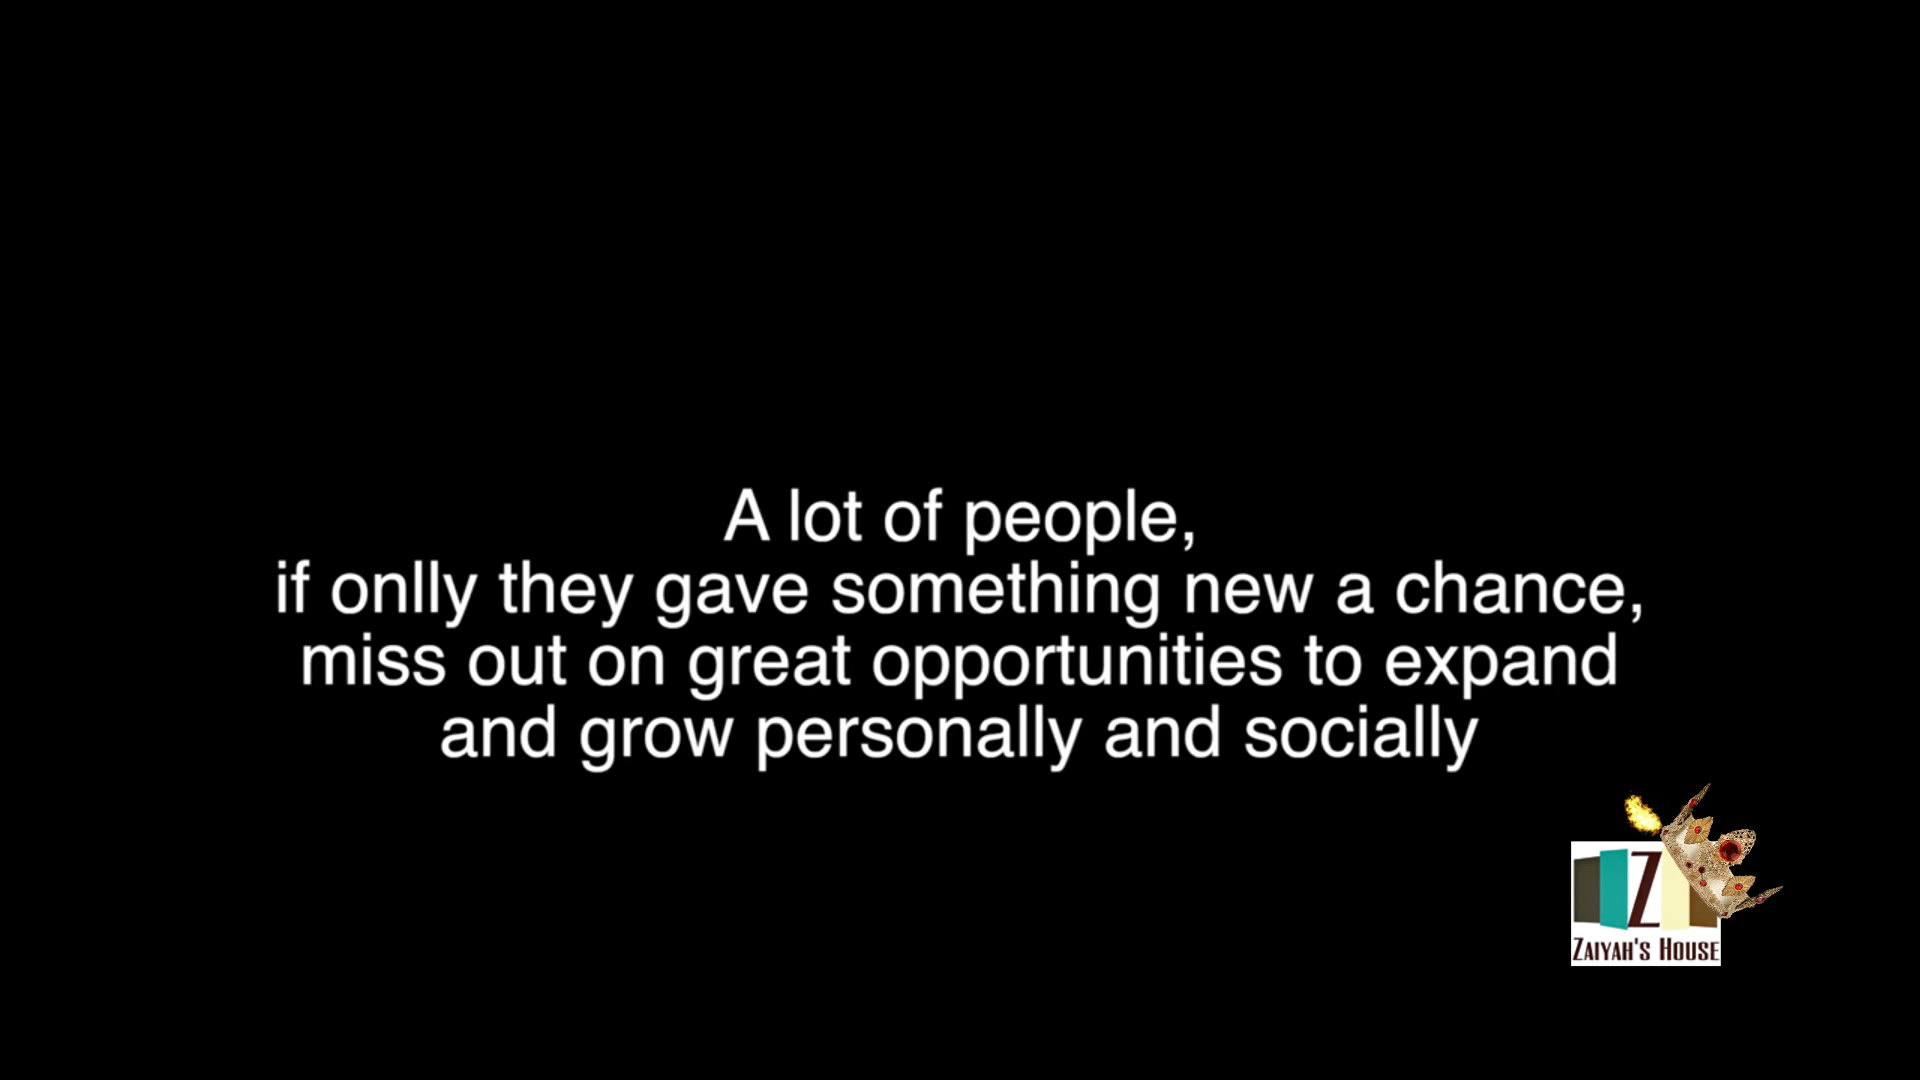 A lot of people,
if onlly they gave something new a chance,
miss out on great opportunities to expand
and grow personally and socially
Z
ZAIYAH'S HOUSE